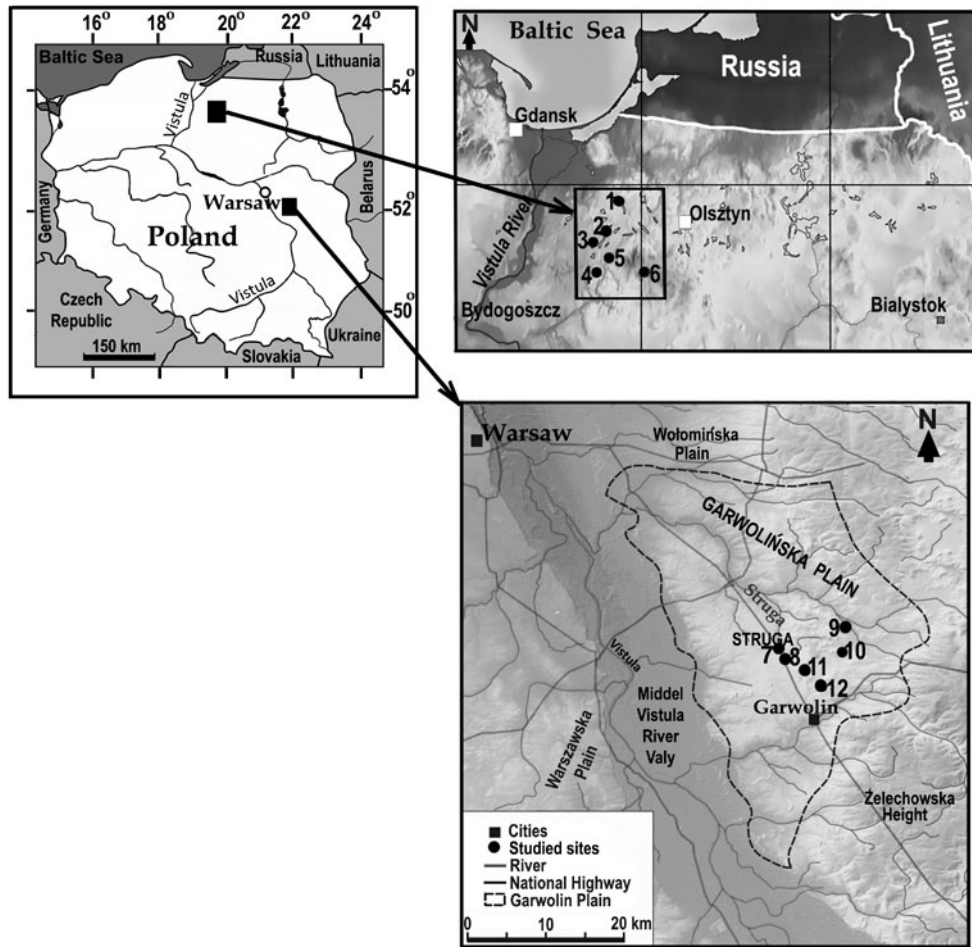 16° 18° 20° 22° 24°
Baltic Sea
Russia
Lithuania
54°
Vistula
Belarus
Warsaw
52°
Germany
Poland
Vistula
50°
Czech
Republic
Ukraine
150 km
Slovakia
N
Baltic Sea
Russia
Lithuania
Gdansk
Vistula River
1
2
3
Olsztyn
5
4
6
Bydogoszcz
Bialystok
Warsaw
Wołomińska
Plain
N
GARWOLIŃSKA PLAIN
Struga
STRUGA
9
7 8
10
11
12
Garwolin
Vistula
Middel
Vistula
River
Valy
Warszawska
Plain
Żelechowska
Height
Cities
Studied sites
River
National Highway
Garwolin Plain
0 10 20 km